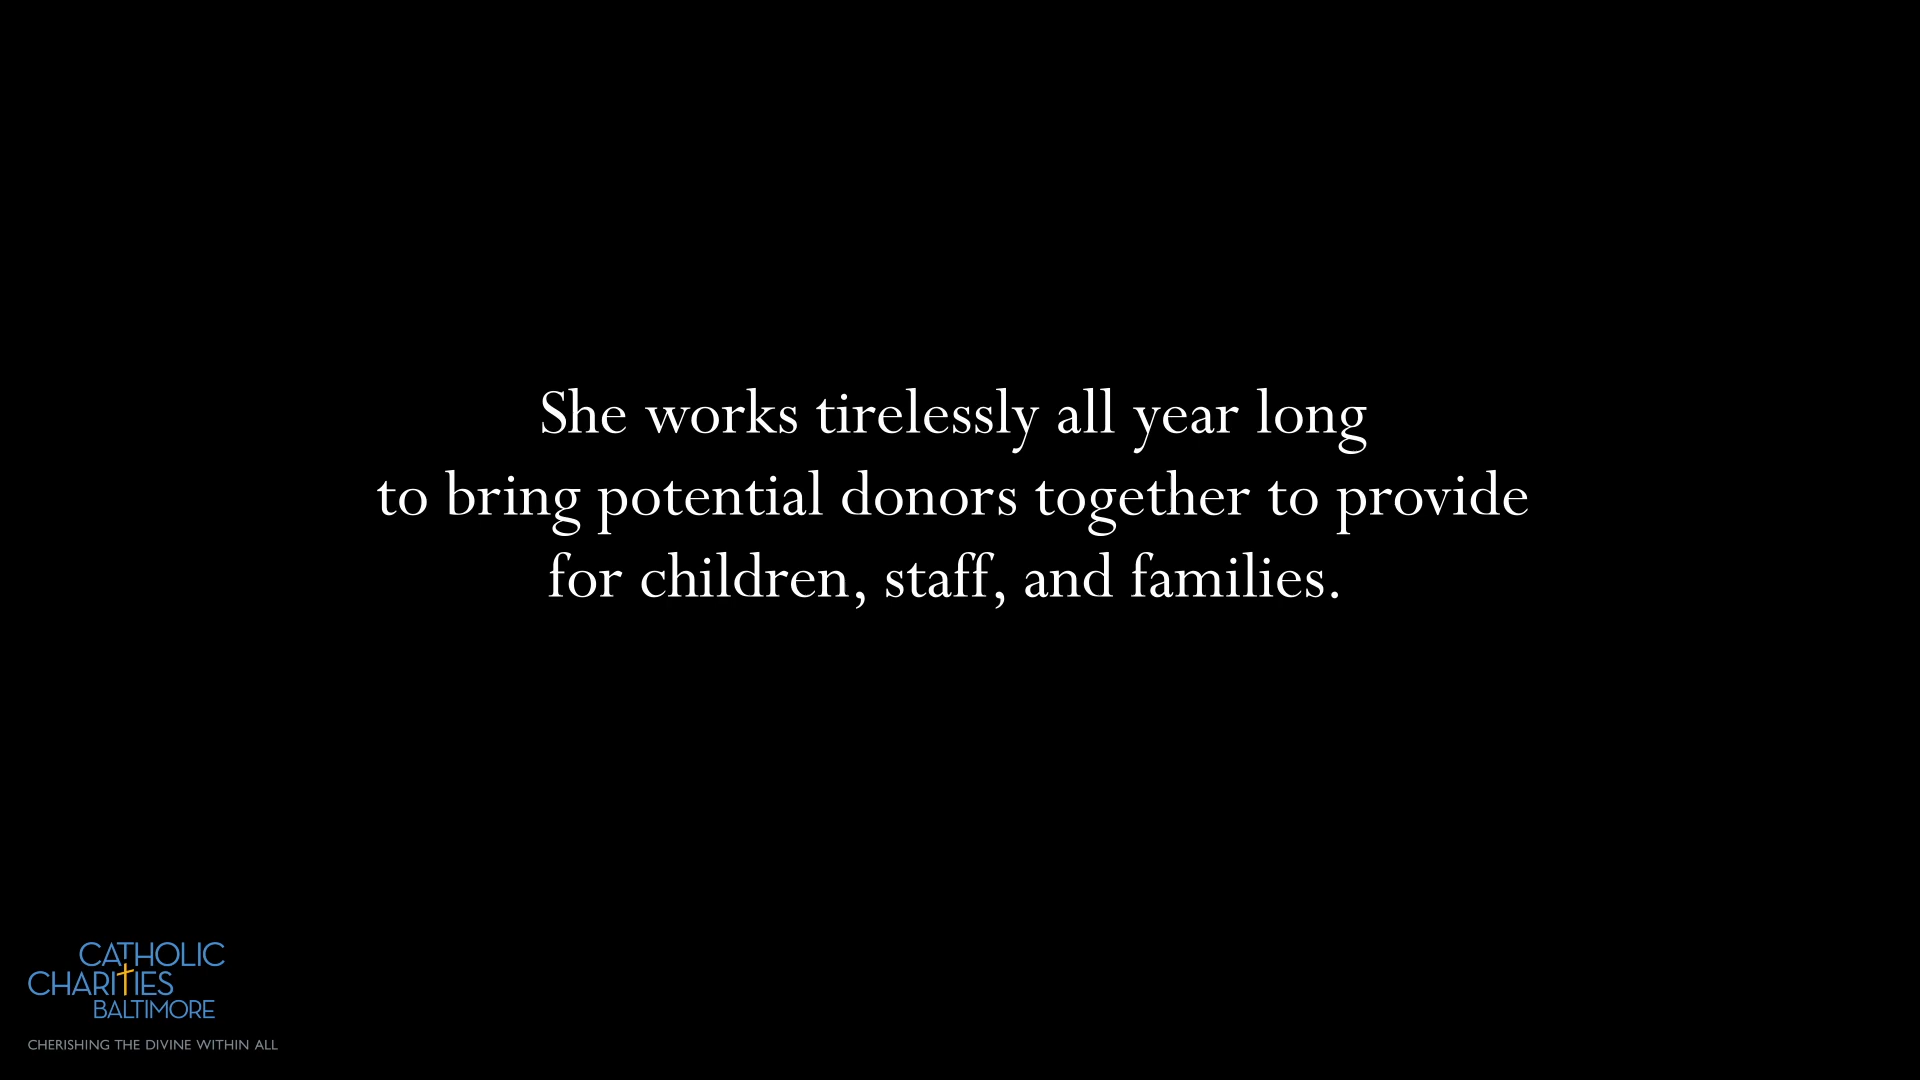 She works tirelessly all year long
to bring potential donors together to provide
for children, staff, and families.
CATHOLIC
CHARITIES
BALTIMORE
CHERISHING THE DIVINE WITHIN ALL